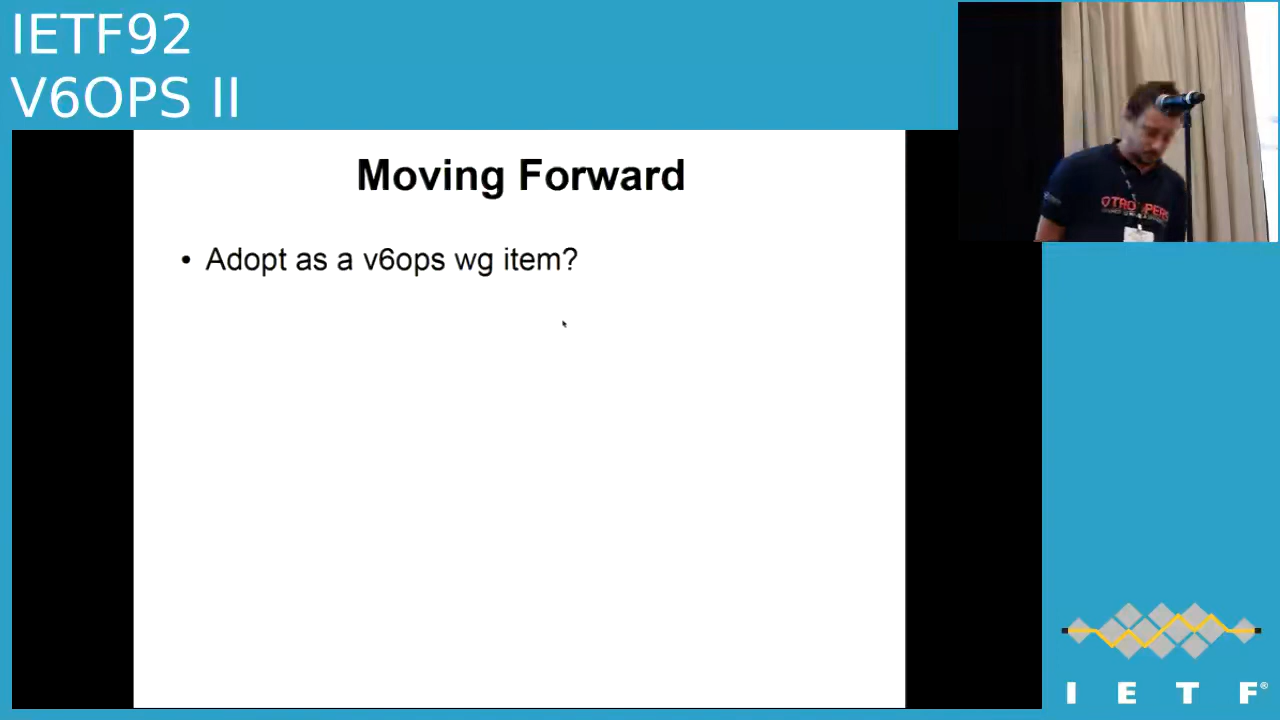 IETF92
V6OPS II
Moving Forward
• Adopt as a v6ops wg item?
I E T F®